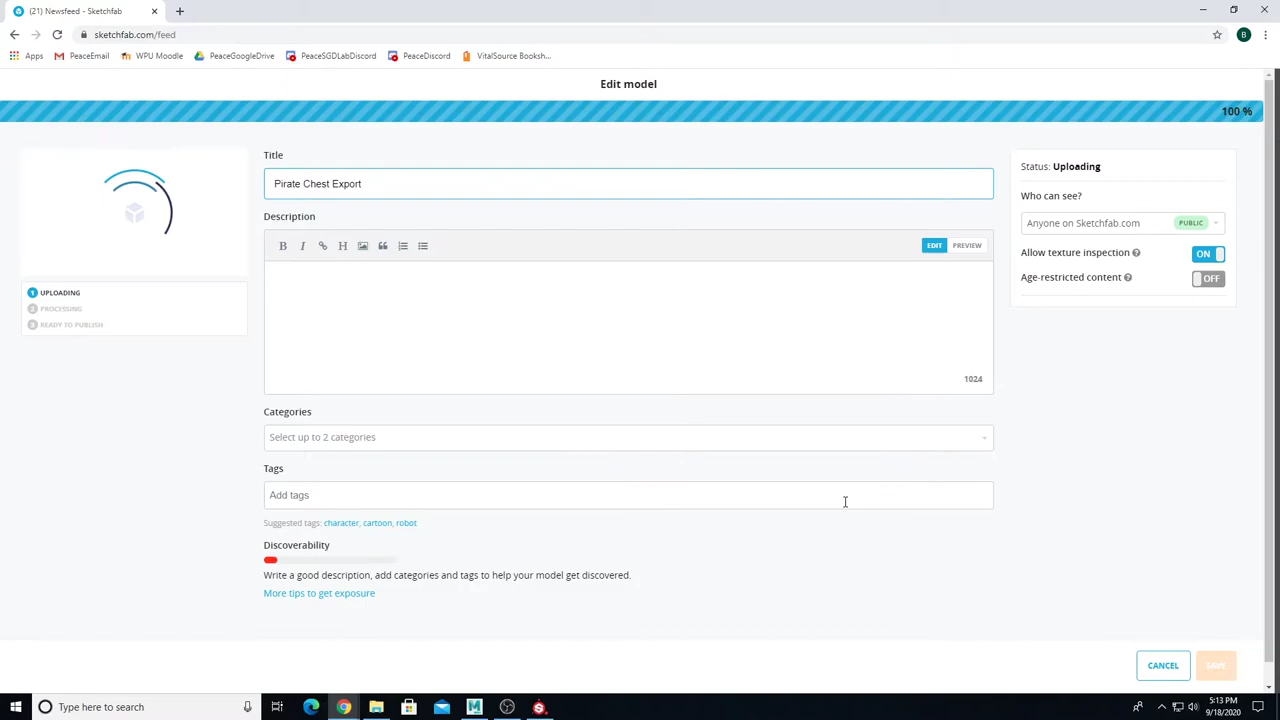 (21) Newsfeed - Sketchfab
sketchfab.com/feed
B
Apps PeaceEmail WPU Moodle PeaceGoogleDrive PeaceSGDLabDiscord PeaceDiscord VitalSource Booksh...
Edit model
100 %
Title
Pirate Chest Export
Description
B I H EDIT PREVIEW
1024
Categories
Select up to 2 categories
Tags
Add tags
Suggested tags: character, cartoon, robot
Discoverability
Write a good description, add categories and tags to help your model get discovered.
More tips to get exposure
1 UPLOADING
2 PROCESSING
3 READY TO PUBLISH
Status: Uploading
Who can see?
Anyone on Sketchfab.com PUBLIC
Allow texture inspection ? ON
Age-restricted content ? OFF
CANCEL SAVE
Type here to search
M
S
5:13 PM
9/18/2020